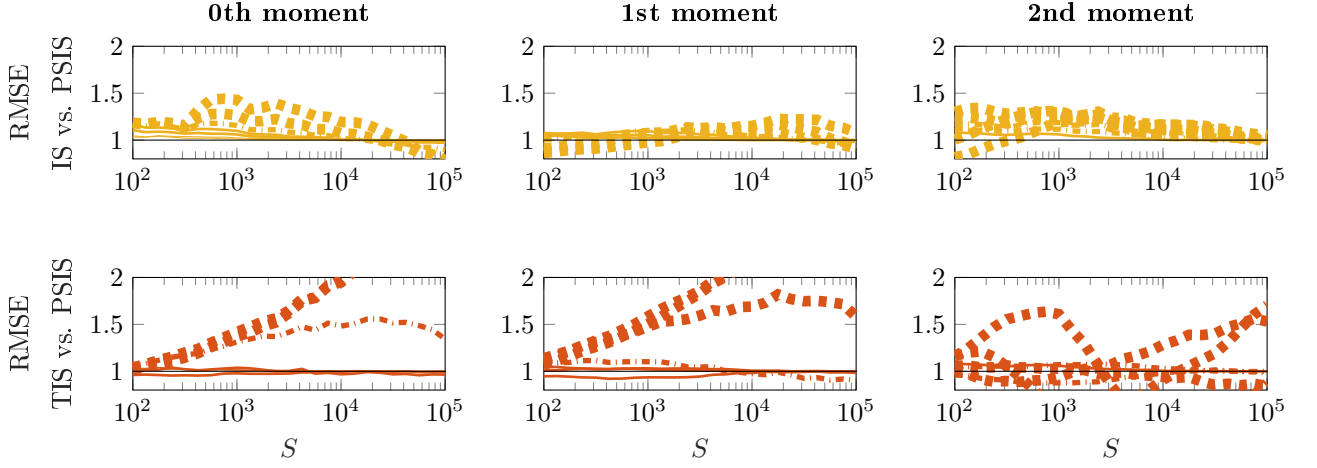 0th moment 1st moment 2nd moment
RMSE
IS vs. PSIS
2 2 2
1.5 1.5 1.5
1 1 1
10^2 10^3 10^4 10^5 10^2 10^3 10^4 10^5 10^2 10^3 10^4 10^5
RMSE
TIS vs. PSIS
2 2 2
1.5 1.5 1.5
1 1 1
10^2 10^3 10^4 10^5 10^2 10^3 10^4 10^5 10^2 10^3 10^4 10^5
S S S